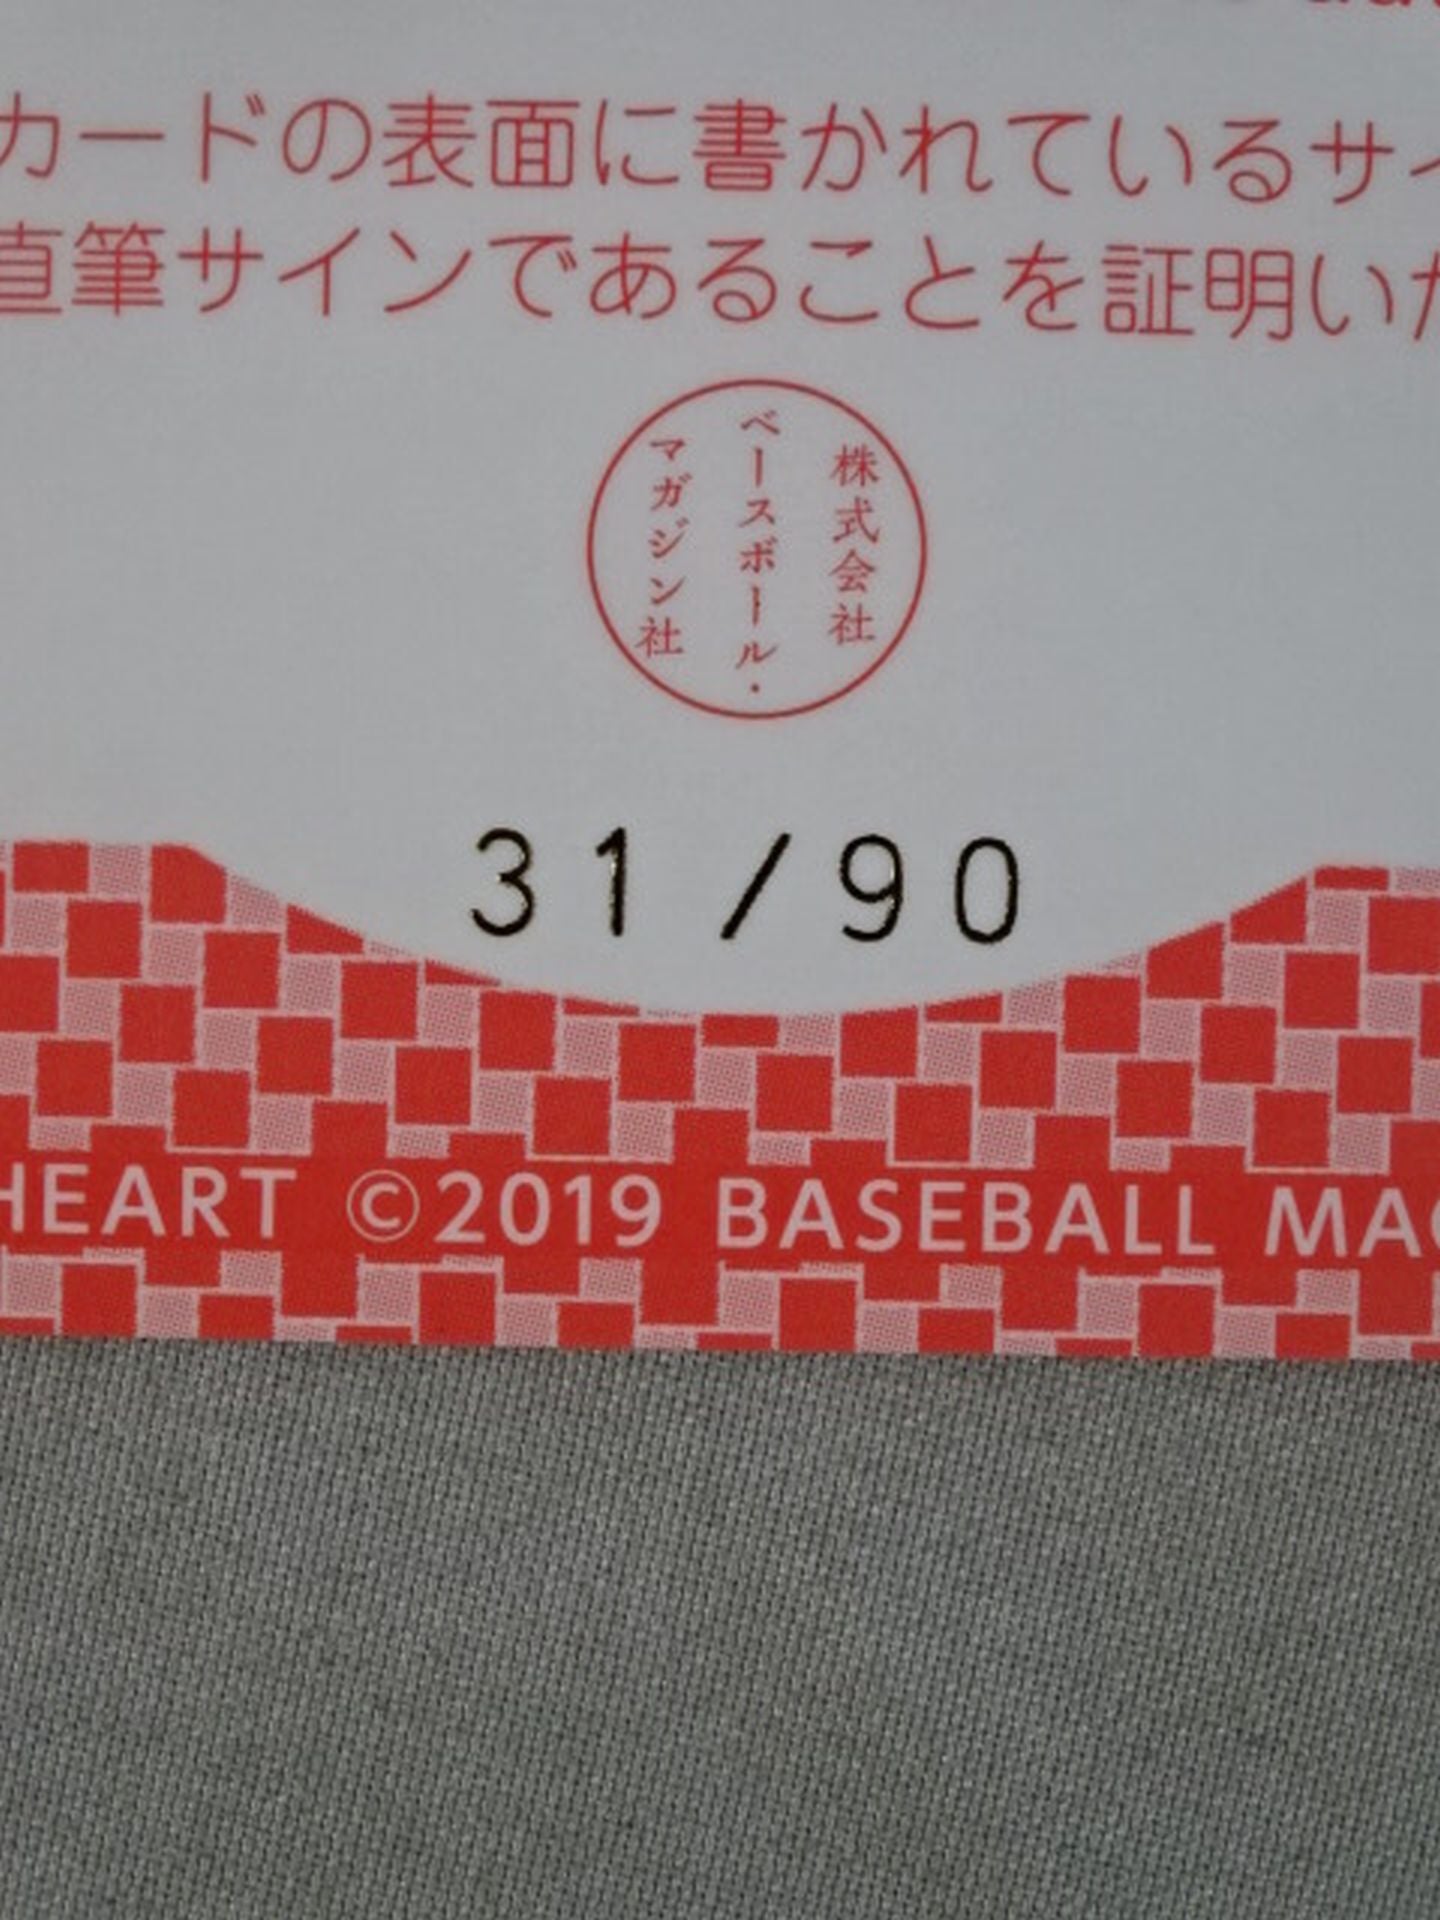 カードの表面に書かれているサイ
直筆サインであることを証明いた
株式会社
ベースボール・
マガジン社
31/90
HEART ©2019 BASEBALL MAG